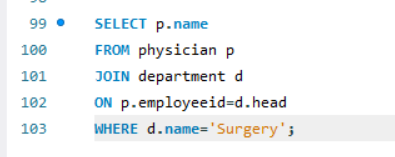 99 SELECT p.name
100 FROM physician p
101 JOIN department d
102 ON p.employeeid=d.head
103 WHERE d.name='Surgery';